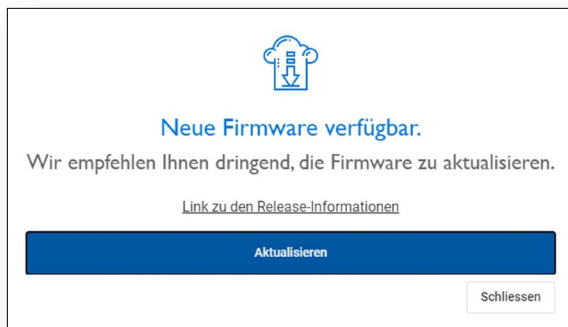 Neue Firmware verfügbar.
Wir empfehlen Ihnen dringend, die Firmware zu aktualisieren.
Link zu den Release-Informationen
Aktualisieren
Schliessen